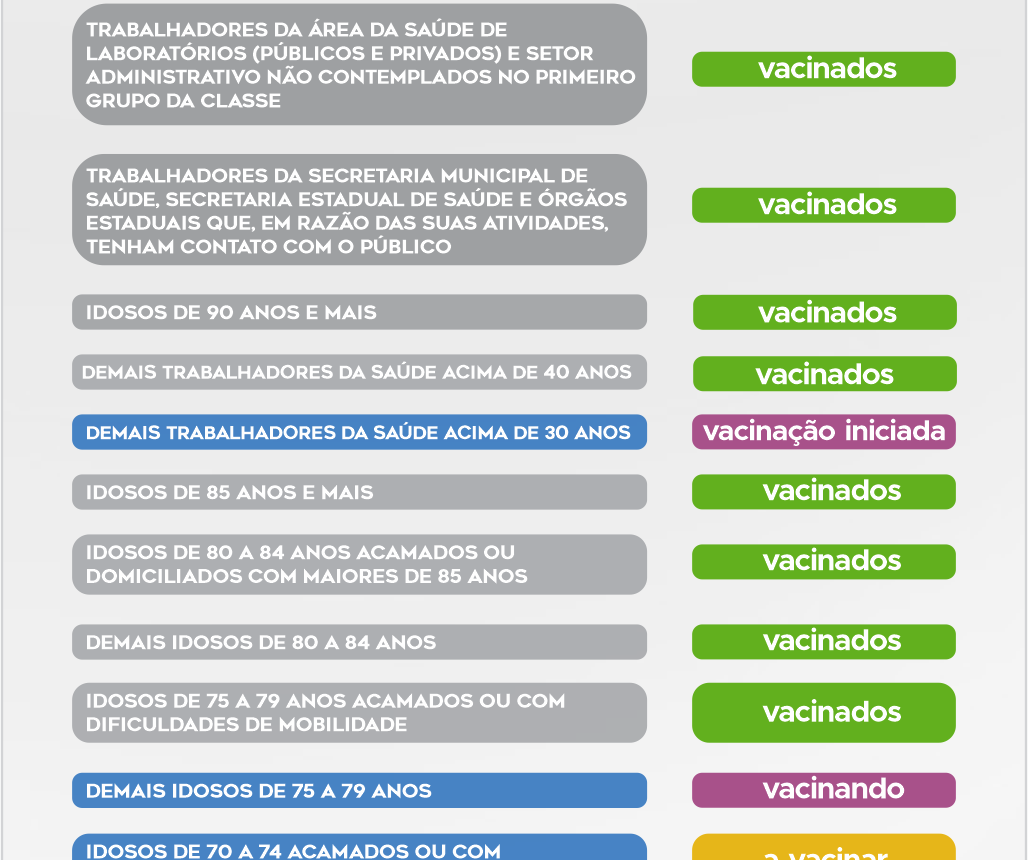 TRABALHADORES DA ÁREA DA SAÚDE DE
LABORATÓRIOS (PÚBLICOS E PRIVADOS) E SETOR
ADMINISTRATIVO NÃO CONTEMPLADOS NO PRIMEIRO
GRUPO DA CLASSE
vacinados
TRABALHADORES DA SECRETARIA MUNICIPAL DE
SAÚDE, SECRETARIA ESTADUAL DE SAÚDE E ÓRGÃOS
ESTADUAIS QUE, EM RAZÃO DAS SUAS ATIVIDADES,
TENHAM CONTATO COM O PÚBLICO
vacinados
IDOSOS DE 90 ANOS E MAIS
vacinados
DEMAIS TRABALHADORES DA SAÚDE ACIMA DE 40 ANOS
vacinados
DEMAIS TRABALHADORES DA SAÚDE ACIMA DE 30 ANOS
vacinação iniciada
IDOSOS DE 85 ANOS E MAIS
vacinados
IDOSOS DE 80 A 84 ANOS ACAMADOS OU
DOMICILIADOS COM MAIORES DE 85 ANOS
vacinados
DEMAIS IDOSOS DE 80 A 84 ANOS
vacinados
IDOSOS DE 75 A 79 ANOS ACAMADOS OU COM
DIFICULDADES DE MOBILIDADE
vacinados
DEMAIS IDOSOS DE 75 A 79 ANOS
vacinando
IDOSOS DE 70 A 74 ACAMADOS OU COM
a vacinar